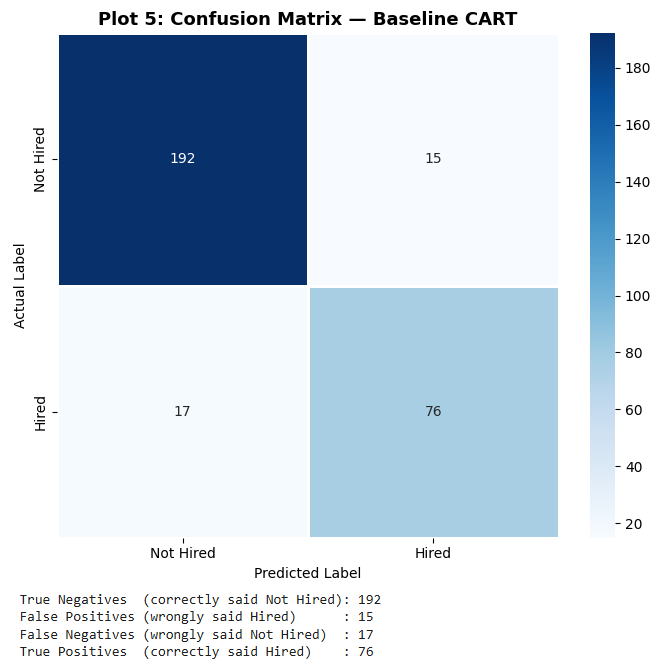 Plot 5: Confusion Matrix — Baseline CART
192
15
17
76
Not Hired
Hired
Actual Label
Not Hired
Hired
Predicted Label
180
160
140
120
100
80
60
40
20
True Negatives  (correctly said Not Hired): 192
False Positives (wrongly said Hired)      : 15
False Negatives (wrongly said Not Hired)  : 17
True Positives  (correctly said Hired)    : 76